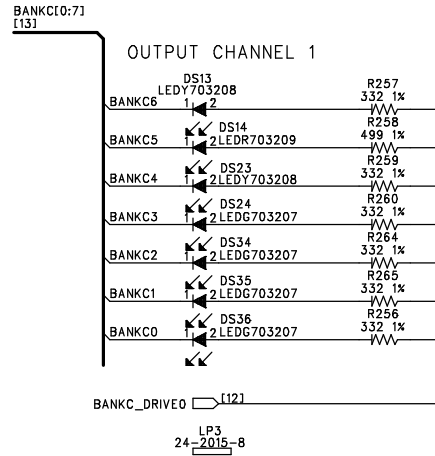 BANKC[0:7]
[13]
OUTPUT CHANNEL 1
DS13
LEDY703208
BANKC6 1 2
R257
332 1%
DS14
BANKC5 1 2 LEDR703209
R258
499 1%
DS23
BANKC4 1 2 LEDY703208
R259
332 1%
DS24
BANKC3 1 2 LEDG703207
R260
332 1%
DS34
BANKC2 1 2 LEDG703207
R264
332 1%
DS35
BANKC1 1 2 LEDG703207
R265
332 1%
DS36
BANKC0 1 2 LEDG703207
R256
332 1%
BANKC_DRIVE0 [12]
LP3
24-2015-8